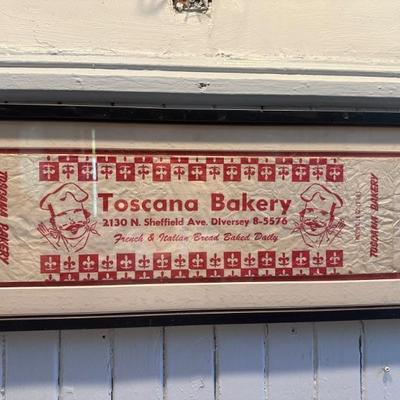 TOSCANA BAKERY
Toscana Bakery
2130 N. Sheffield Ave. DIversey 8-5576
French & Italian Bread Baked Daily
TOSCANA BAKERY